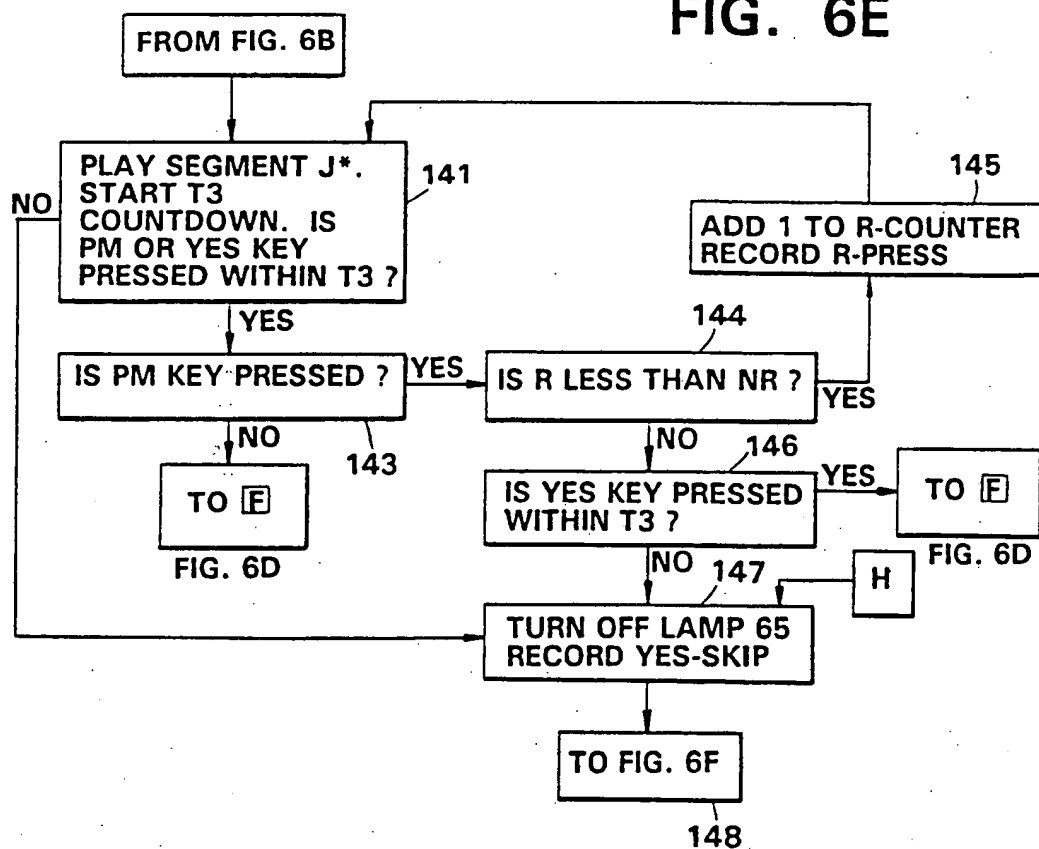 FIG. 6E
FROM FIG. 6B
PLAY SEGMENT J*.
START T3
COUNTDOWN. IS
PM OR YES KEY
PRESSED WITHIN T3 ?
141
NO
145
ADD 1 TO R-COUNTER
RECORD R-PRESS
YES
144
IS PM KEY PRESSED ?
YES
IS R LESS THAN NR ?
YES
NO
143
NO
146
TO F
FIG. 6D
IS YES KEY PRESSED
WITHIN T3 ?
YES
TO F
FIG. 6D
NO
147
H
TURN OFF LAMP 65
RECORD YES-SKIP
TO FIG. 6F
148